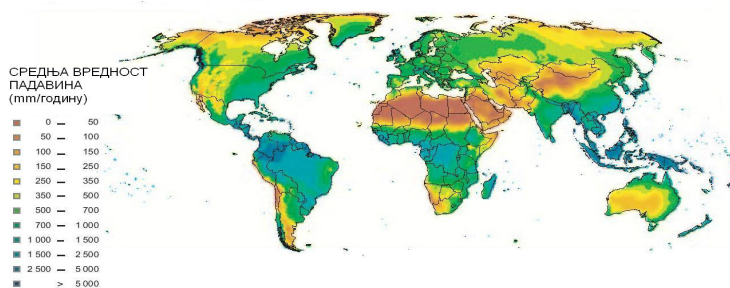 СРЕДЊА ВРЕДНОСТ
ПАДАВИНА
(mm/годину)
0 – 50
50 – 100
100 – 150
150 – 250
250 – 350
350 – 500
500 – 700
700 – 1 000
1 000 – 1 500
1 500 – 2 500
2 500 – 5 000
> 5 000